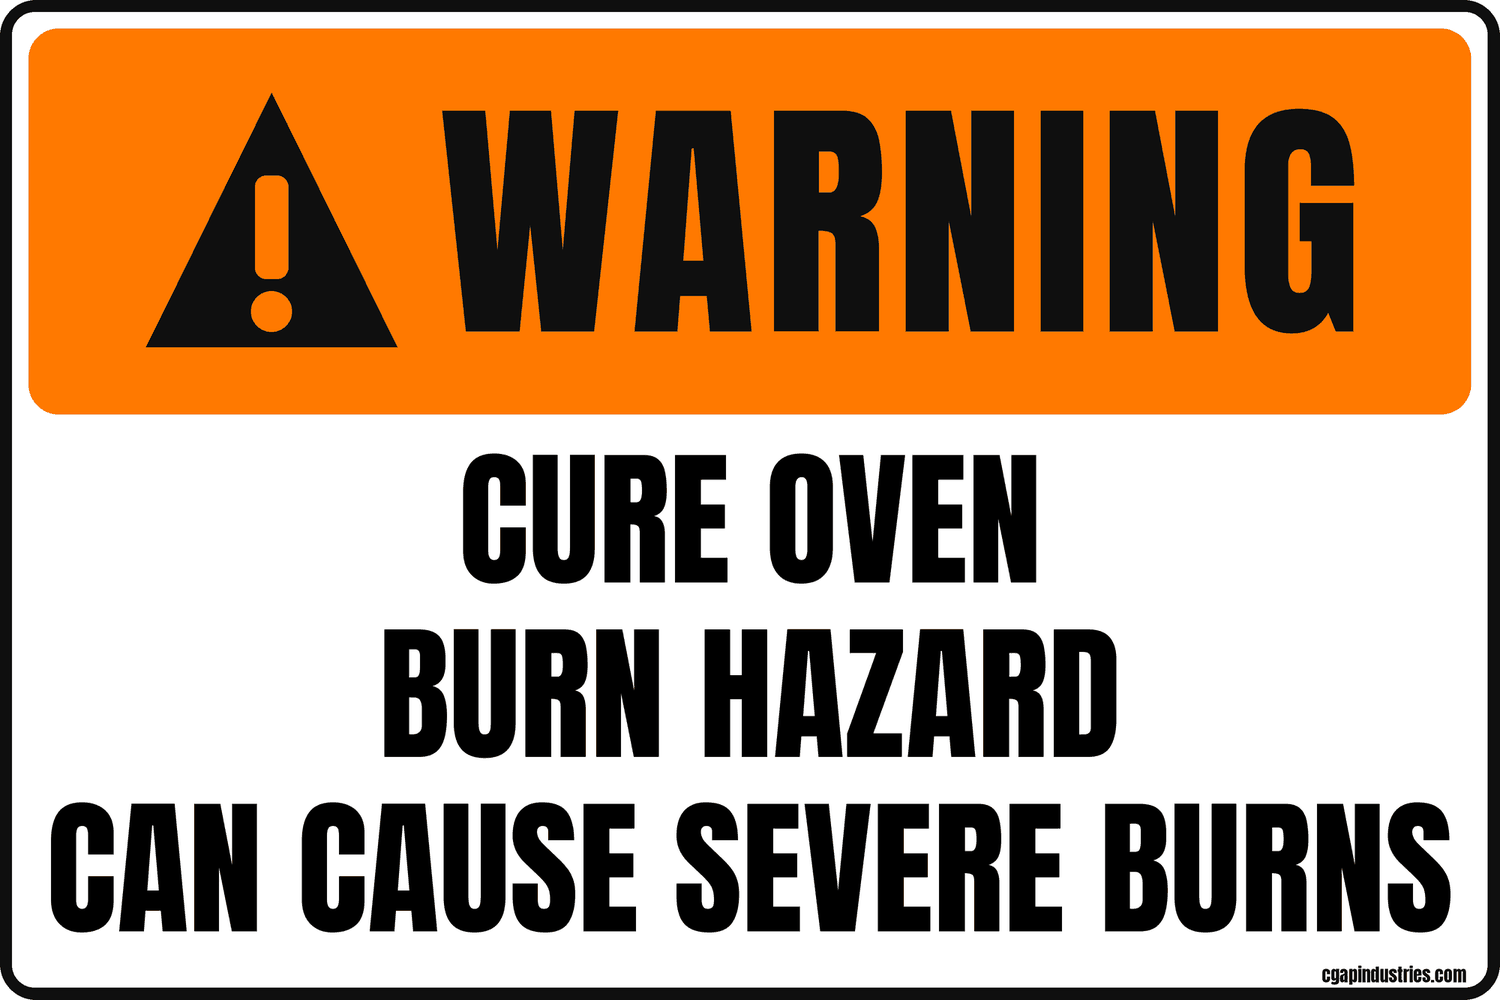 WARNING
CURE OVEN
BURN HAZARD
CAN CAUSE SEVERE BURNS
cgapindustries.com